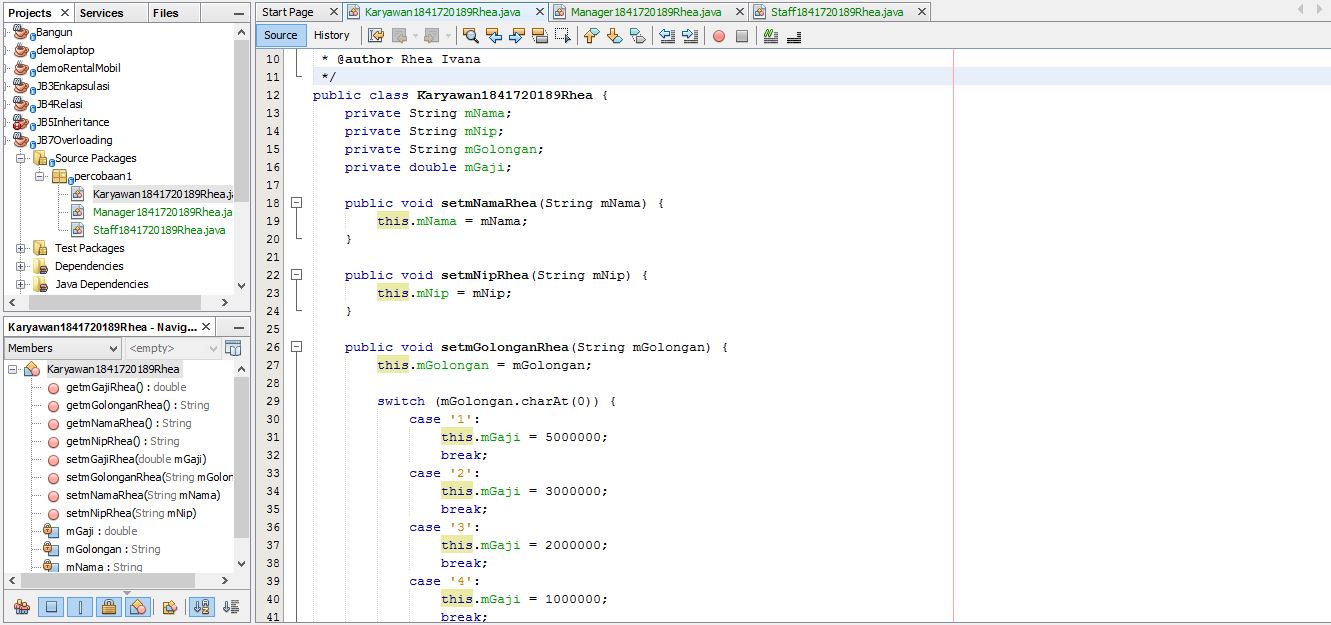 Projects
Services
Files
Bangun
demolaptop
demoRentalMobil
JB3Enkapsulasi
JB4Relasi
JB5Inheritance
JB7Overloading
Source Packages
percobaan1
Karyawan1841720189Rhea.ja
Manager1841720189Rhea.ja
Staff1841720189Rhea.java
Test Packages
Dependencies
Java Dependencies
Karyawan1841720189Rhea - Navig...
Members
<empty>
Karyawan1841720189Rhea
getmGajiRhea() : double
getmGolonganRhea() : String
getmNamaRhea() : String
getmNipRhea() : String
setmGajiRhea(double mGaji)
setmGolonganRhea(String mGolon
setmNamaRhea(String mNama)
setmNipRhea(String mNip)
mGaji : double
mGolongan : String
mNama : String
Start Page
Karyawan1841720189Rhea.java
Manager1841720189Rhea.java
Staff1841720189Rhea.java
Source
History
10 * @author Rhea Ivana
11 */
12 public class Karyawan1841720189Rhea {
13 private String mNama;
14 private String mNip;
15 private String mGolongan;
16 private double mGaji;
17
18 public void setmNamaRhea(String mNama) {
19 this.mNama = mNama;
20 }
21
22 public void setmNipRhea(String mNip) {
23 this.mNip = mNip;
24 }
25
26 public void setmGolonganRhea(String mGolongan) {
27 this.mGolongan = mGolongan;
28
29 switch (mGolongan.charAt(0)) {
30 case '1':
31 this.mGaji = 5000000;
32 break;
33 case '2':
34 this.mGaji = 3000000;
35 break;
36 case '3':
37 this.mGaji = 2000000;
38 break;
39 case '4':
40 this.mGaji = 1000000;
41 break;